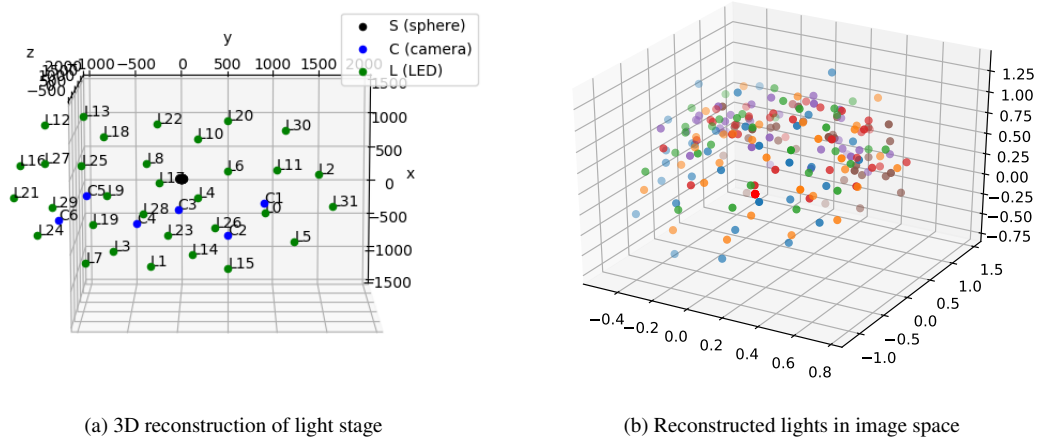 S (sphere)
C (camera)
L (LED)
y
z
x
−1000 −500 0 500 1000 1500 2000
2000
−500
1500
1000
500
0
−500
−1000
−1500
L13
L12
L22
L20
L18
L10
L30
L16
L27
L25
L8
L6
L11
L2
L17
L21
C5
L9
L4
C1
L29
L28
C3
L0
L31
C6
L19
C4
L26
L24
L23
C2
L5
L3
L14
L7
L1
L15
(a) 3D reconstruction of light stage
1.25
1.00
0.75
0.50
0.25
0.00
−0.25
−0.50
−0.75
1.5
1.0
0.5
0.0
−0.5
−1.0
−0.4
−0.2
0.0
0.2
0.4
0.6
0.8
(b) Reconstructed lights in image space